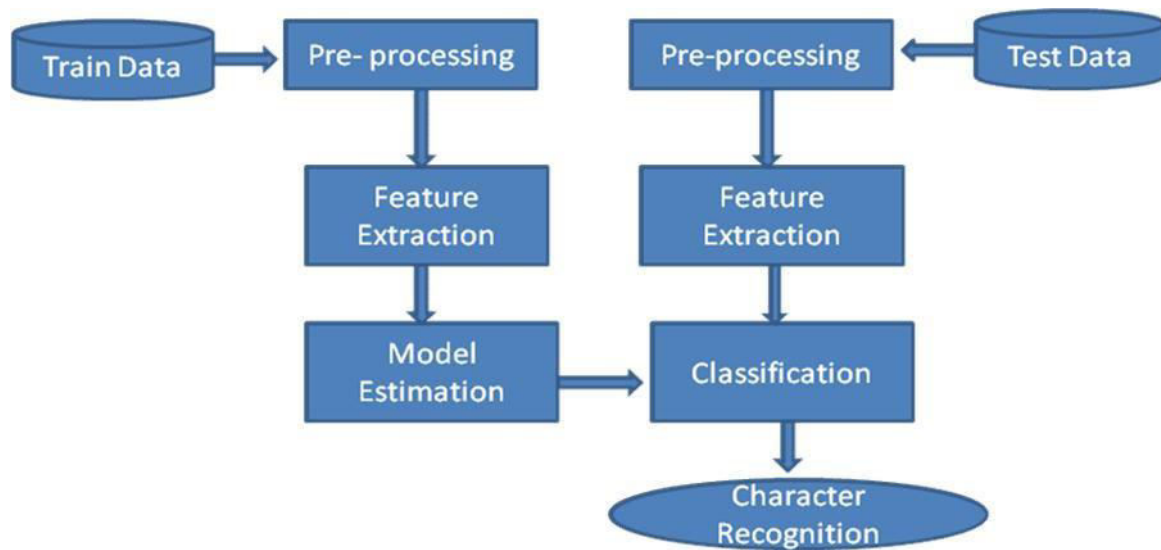 Train Data
Pre- processing
Pre-processing
Test Data
Feature
Extraction
Feature
Extraction
Model
Estimation
Classification
Character
Recognition